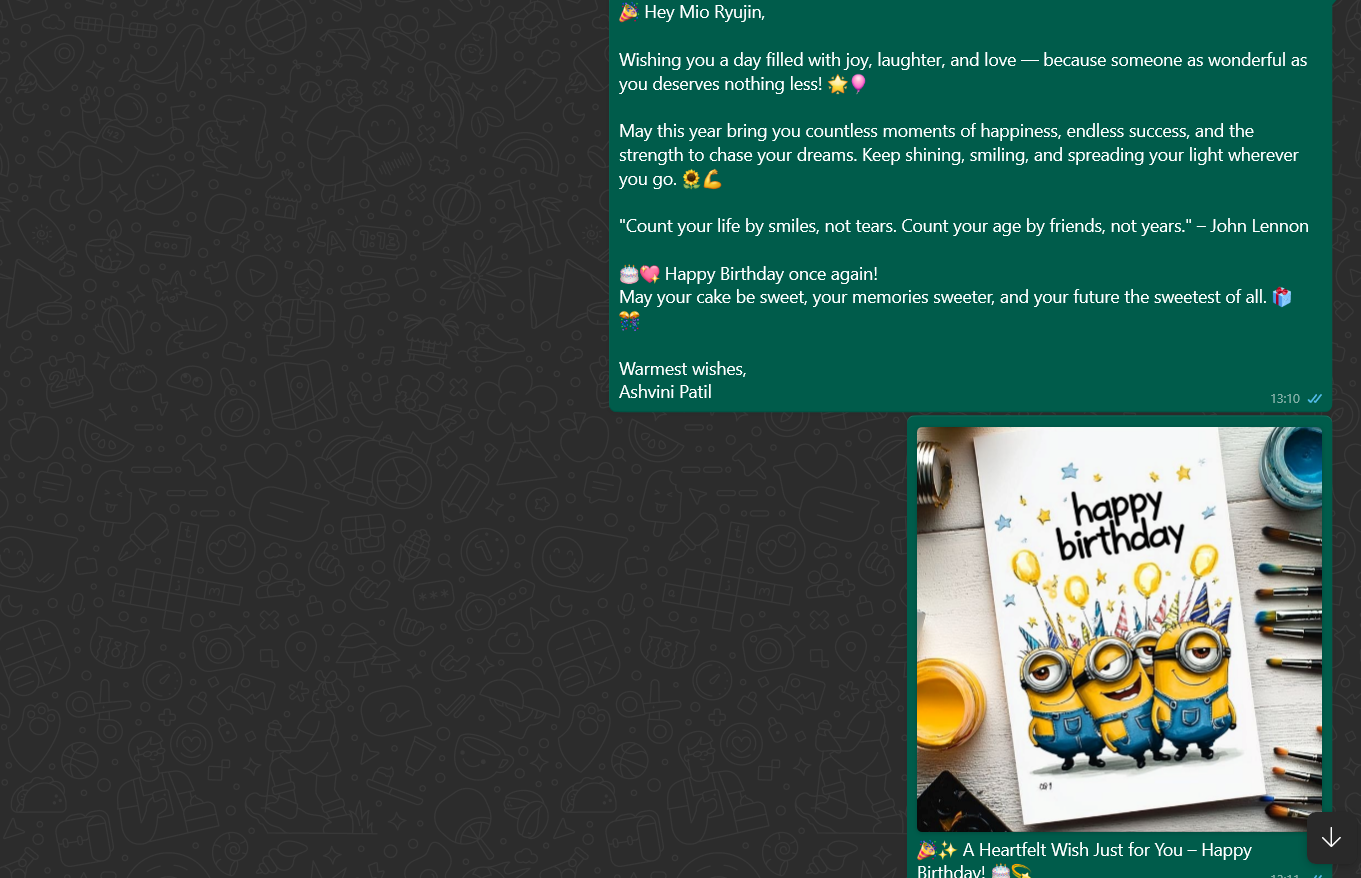 🎉 Hey Mio Ryujin,
Wishing you a day filled with joy, laughter, and love — because someone as wonderful as
you deserves nothing less! 🌟🎈
May this year bring you countless moments of happiness, endless success, and the
strength to chase your dreams. Keep shining, smiling, and spreading your light wherever
you go. 🌻💪
"Count your life by smiles, not tears. Count your age by friends, not years." – John Lennon
🎂💖 Happy Birthday once again!
May your cake be sweet, your memories sweeter, and your future the sweetest of all. 🎁
🎊
Warmest wishes,
Ashvini Patil
13:10
happy
birthday
🎉✨ A Heartfelt Wish Just for You – Happy
Birthday! 🎂💫
13:11